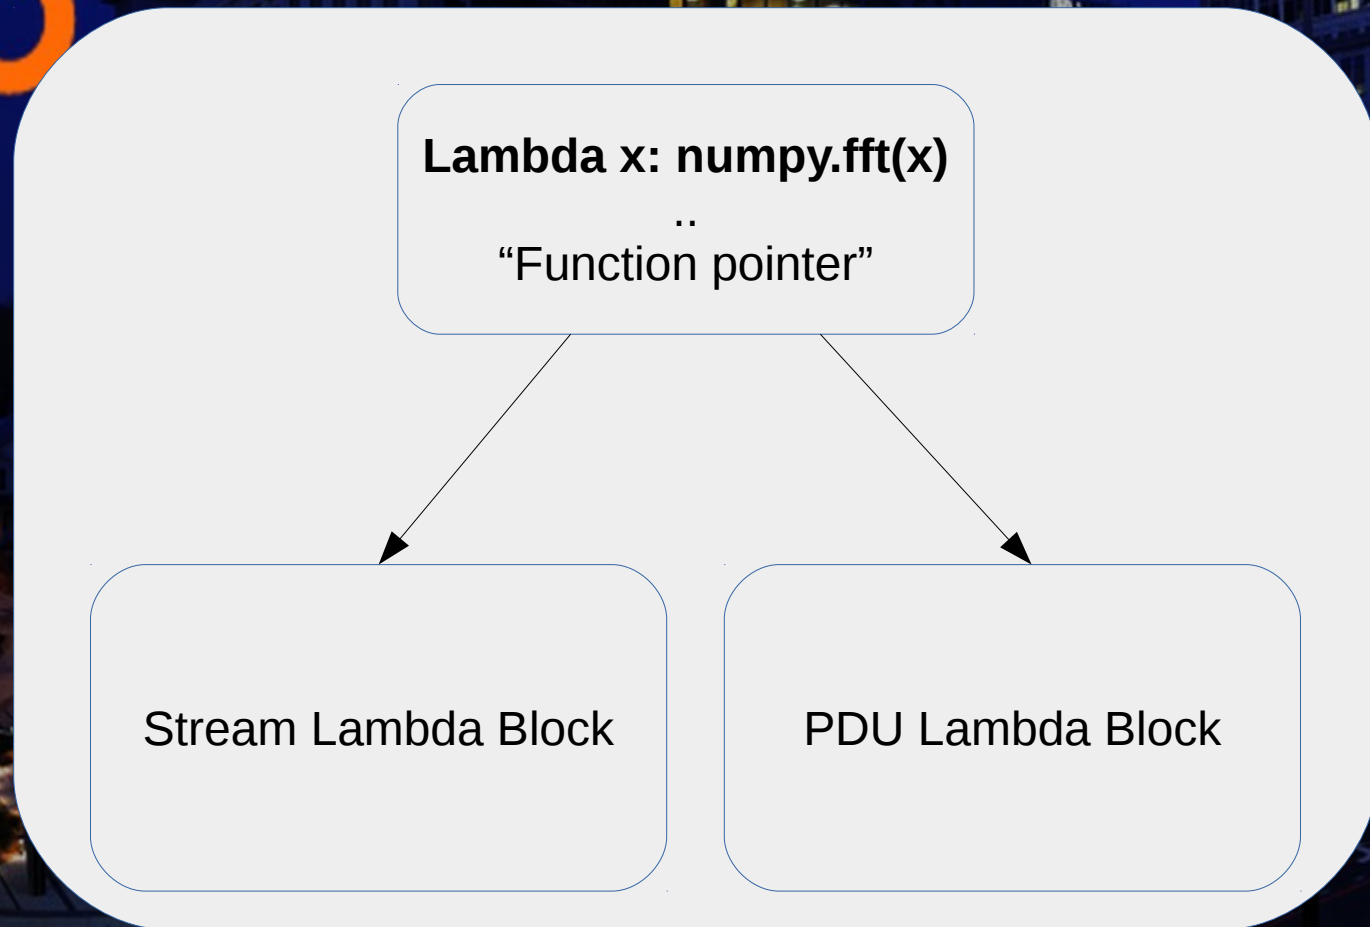 Lambda x: numpy.fft(x)
..
“Function pointer”
Stream Lambda Block
PDU Lambda Block